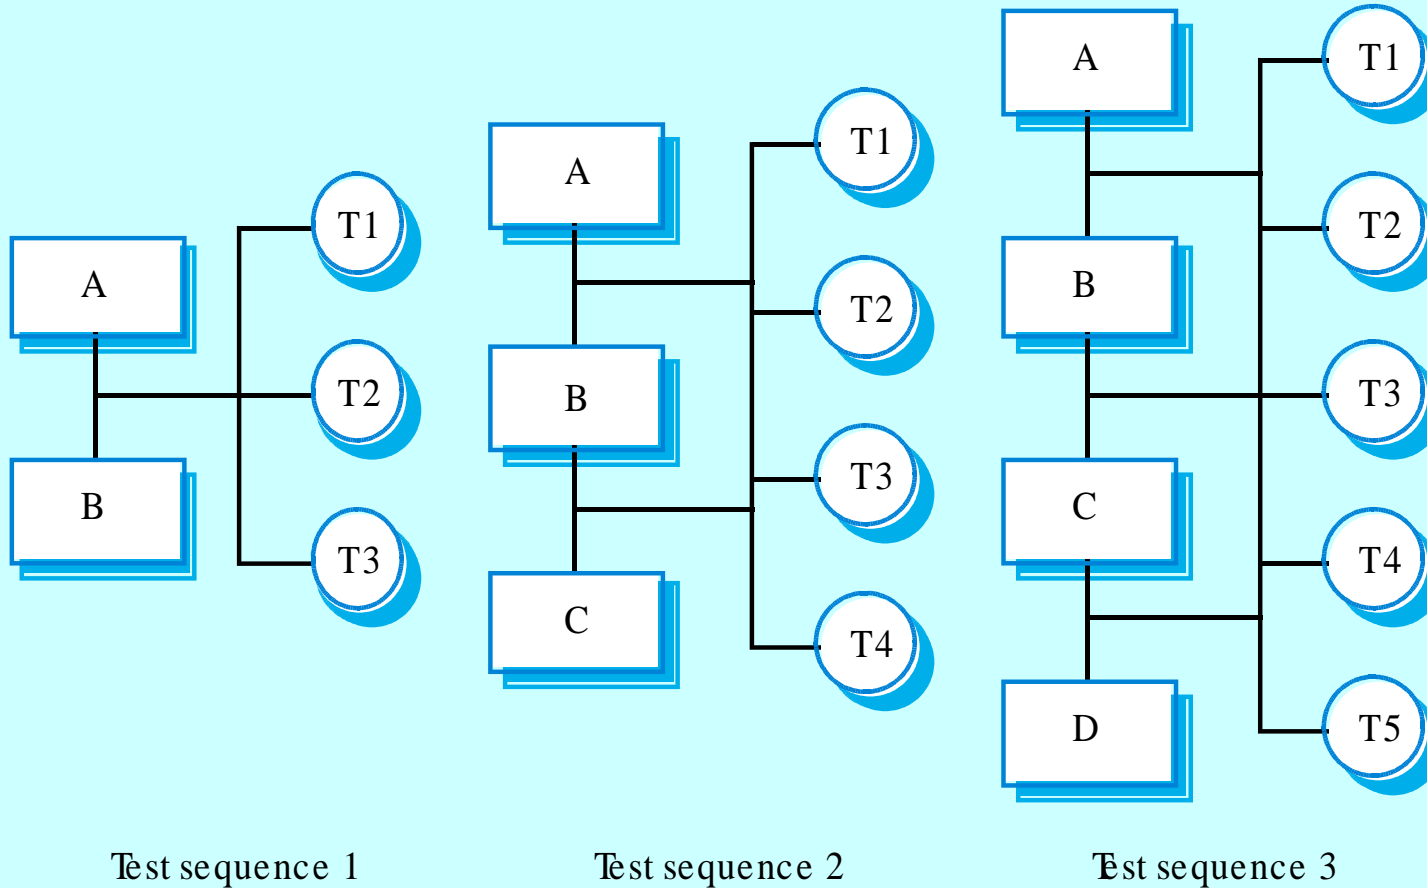 A
B
T1
T2
T3
Test sequence 1
A
B
C
T1
T2
T3
T4
Test sequence 2
A
B
C
D
T1
T2
T3
T4
T5
Test sequence 3